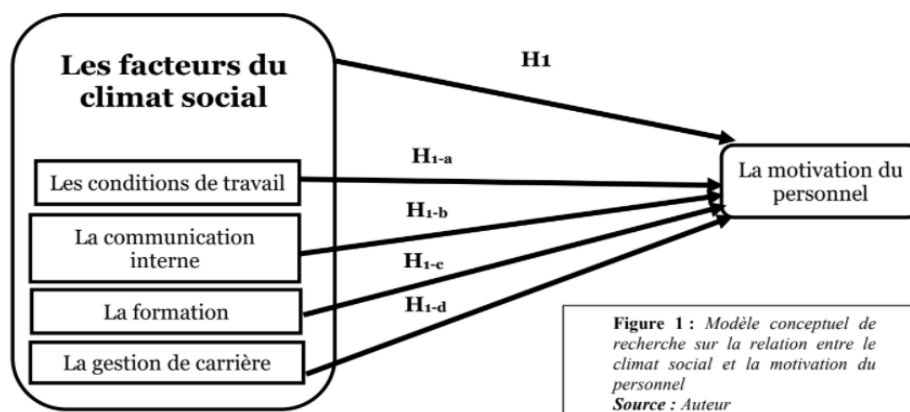 Les facteurs du
climat social
Les conditions de travail
La communication
interne
La formation
La gestion de carrière
H1
H1-a
H1-b
H1-c
H1-d
La motivation du
personnel
Figure 1 : Modèle conceptuel de
recherche sur la relation entre le
climat social et la motivation du
personnel
Source : Auteur